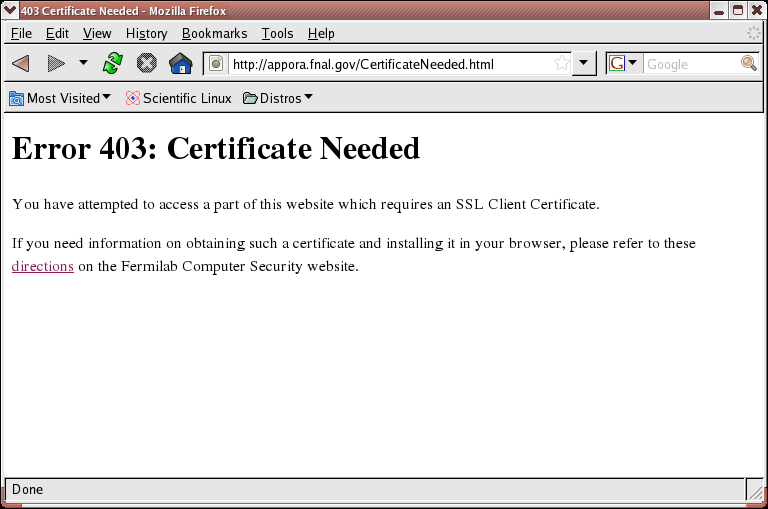 403 Certificate Needed - Mozilla Firefox
File Edit View History Bookmarks Tools Help
http://appora.fnal.gov/CertificateNeeded.html G Google
Most Visited Scientific Linux Distros
Error 403: Certificate Needed
You have attempted to access a part of this website which requires an SSL Client Certificate.
If you need information on obtaining such a certificate and installing it in your browser, please refer to these
directions on the Fermilab Computer Security website.
Done